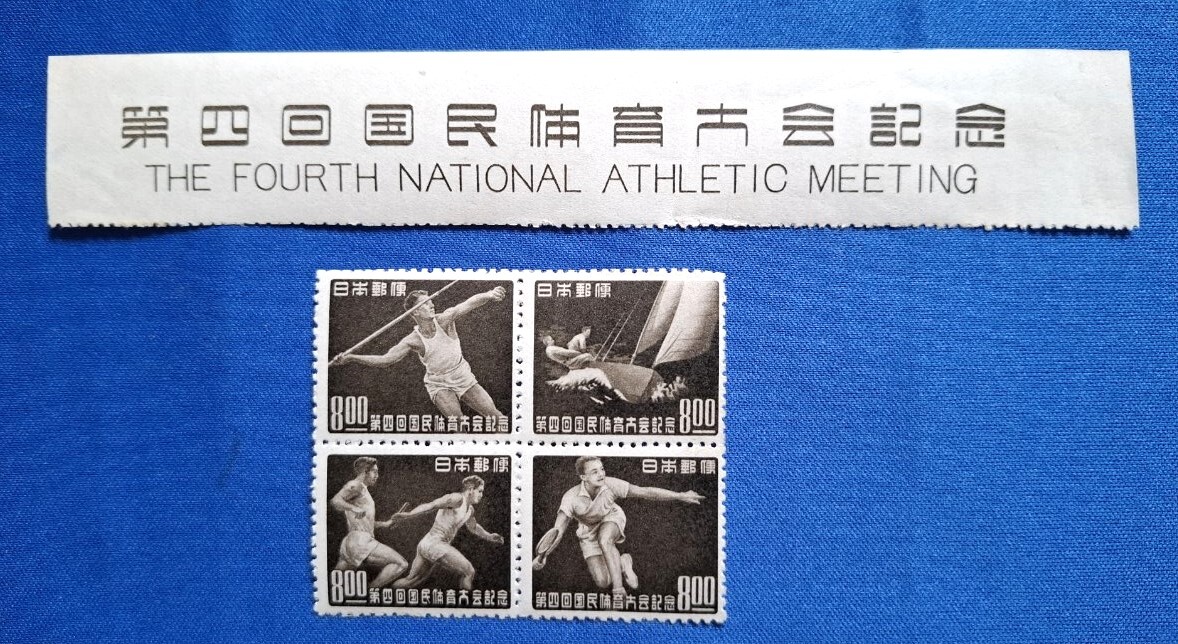 第四回国民体育大会記念
THE FOURTH NATIONAL ATHLETIC MEETING
日本郵便
8.00 第四回国民体育大会記念
日本郵便
第四回国民体育大会記念 8.00
日本郵便
8.00 第四回国民体育大会記念
日本郵便
第四回国民体育大会記念 8.00